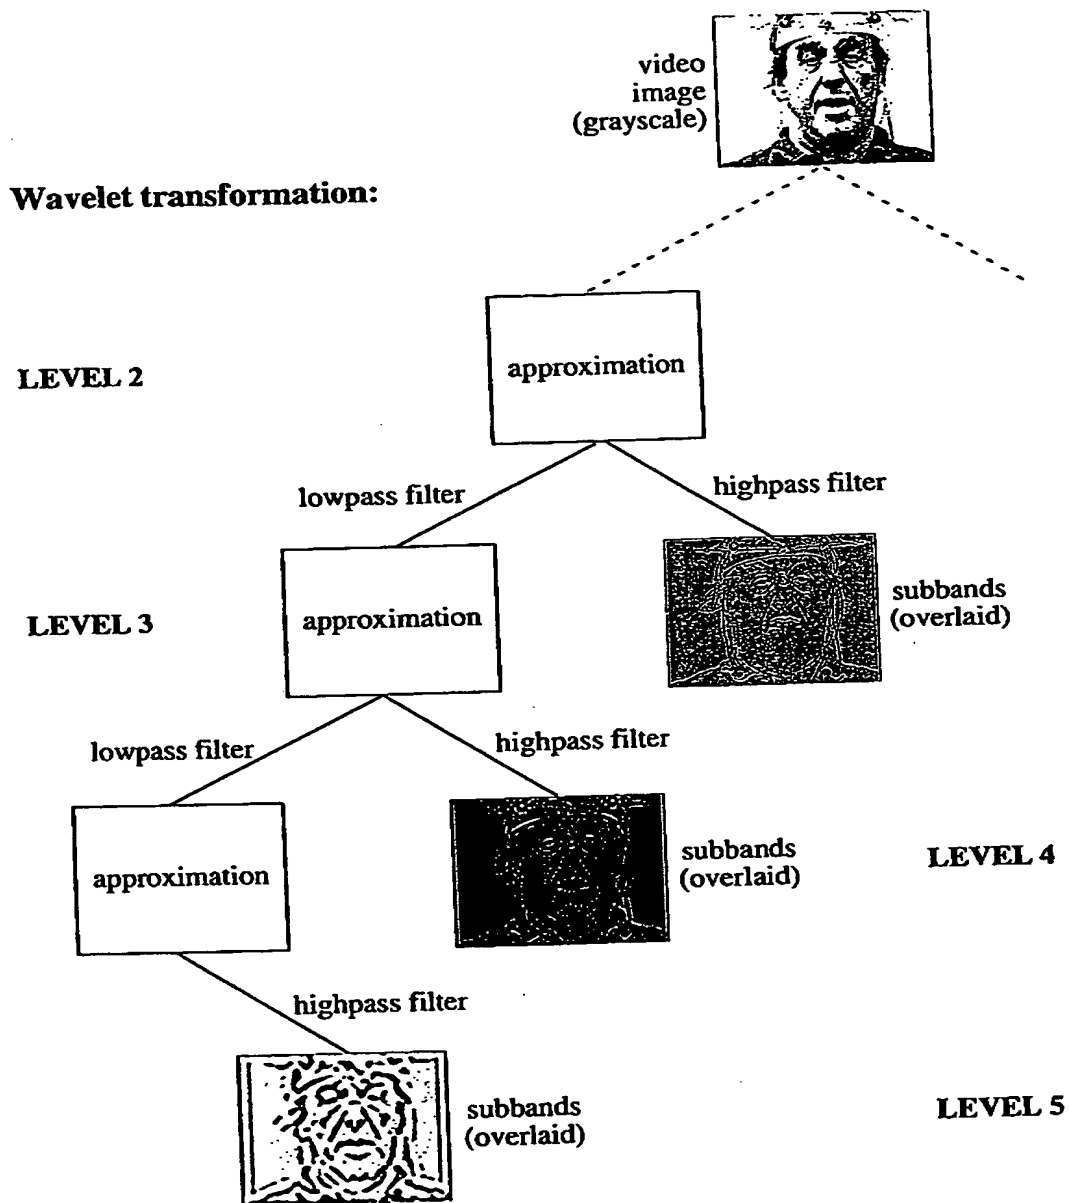 video
image
(grayscale)
Wavelet transformation:
LEVEL 2
approximation
lowpass filter
highpass filter
LEVEL 3
approximation
subbands
(overlaid)
lowpass filter
highpass filter
approximation
subbands
(overlaid)
LEVEL 4
highpass filter
subbands
(overlaid)
LEVEL 5